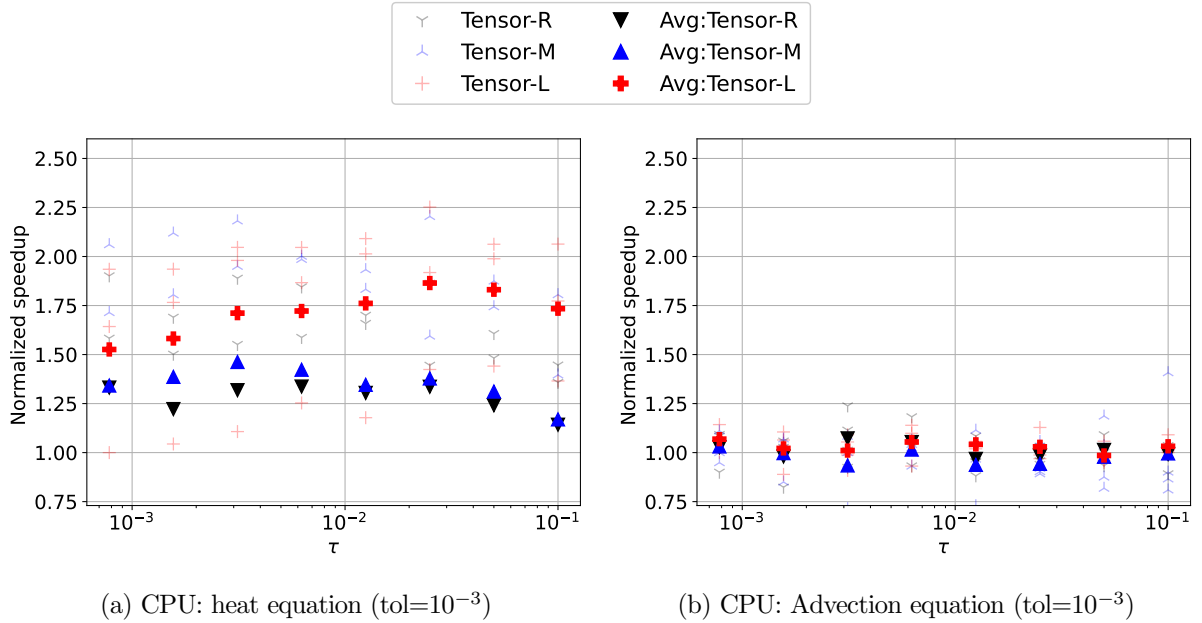 Tensor-R
Tensor-M
Tensor-L
Avg:Tensor-R
Avg:Tensor-M
Avg:Tensor-L
Normalized speedup
2.50
2.25
2.00
1.75
1.50
1.25
1.00
0.75
10⁻³
10⁻²
10⁻¹
τ
(a) CPU: heat equation (tol=10⁻³)
Normalized speedup
2.50
2.25
2.00
1.75
1.50
1.25
1.00
0.75
10⁻³
10⁻²
10⁻¹
τ
(b) CPU: Advection equation (tol=10⁻³)